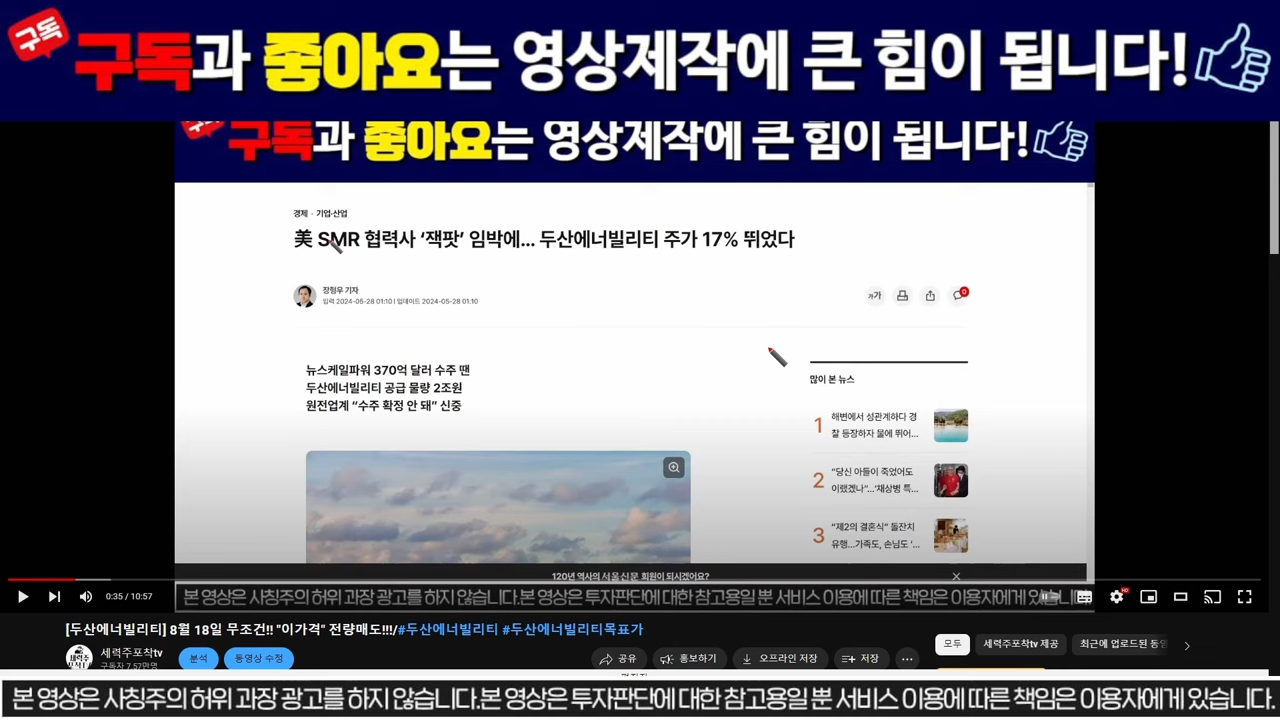 구독
구독과 좋아요는 영상제작에 큰 힘이 됩니다!
구독과 좋아요는 영상제작에 큰 힘이 됩니다!
경제 · 기업·산업
美 SMR 협력사 ‘잭팟’ 임박에... 두산에너빌리티 주가 17% 뛰었다
장형우 기자
입력 2024-05-28 01:10 | 업데이트 2024-05-28 01:10
가가
0
뉴스케일파워 370억 달러 수주 땐
두산에너빌리티 공급 물량 2조원
원전업계 “수주 확정 안 돼” 신중
많이 본 뉴스
1 해변에서 성관계하다 경
찰 등장하자 물에 뛰어...
2 “당신 아들이 죽었어도
이랬겠나”...‘채상병 특...
3 “제2의 결혼식” 돌잔치
유행...가족도, 손님도 ‘...
120년 역사의 서울신문 회원이 되시겠어요?
0:35 / 10:57
본 영상은 사칭주의 허위 과장 광고를 하지 않습니다.본 영상은 투자판단에 대한 참고용일 뿐 서비스 이용에 따른 책임은 이용자에게 있습니다.
HD
[두산에너빌리티] 8월 18일 무조건!! "이가격" 전량매도!!!/#두산에너빌리티 #두산에너빌리티목표가
세력주포착tv
구독자 7.57만명
분석
동영상 수정
공유
홍보하기
오프라인 저장
저장
모두
세력주포착tv 제공
최근에 업로드된 동영
본 영상은 사칭주의 허위 과장 광고를 하지 않습니다.본 영상은 투자판단에 대한 참고용일 뿐 서비스 이용에 따른 책임은 이용자에게 있습니다.